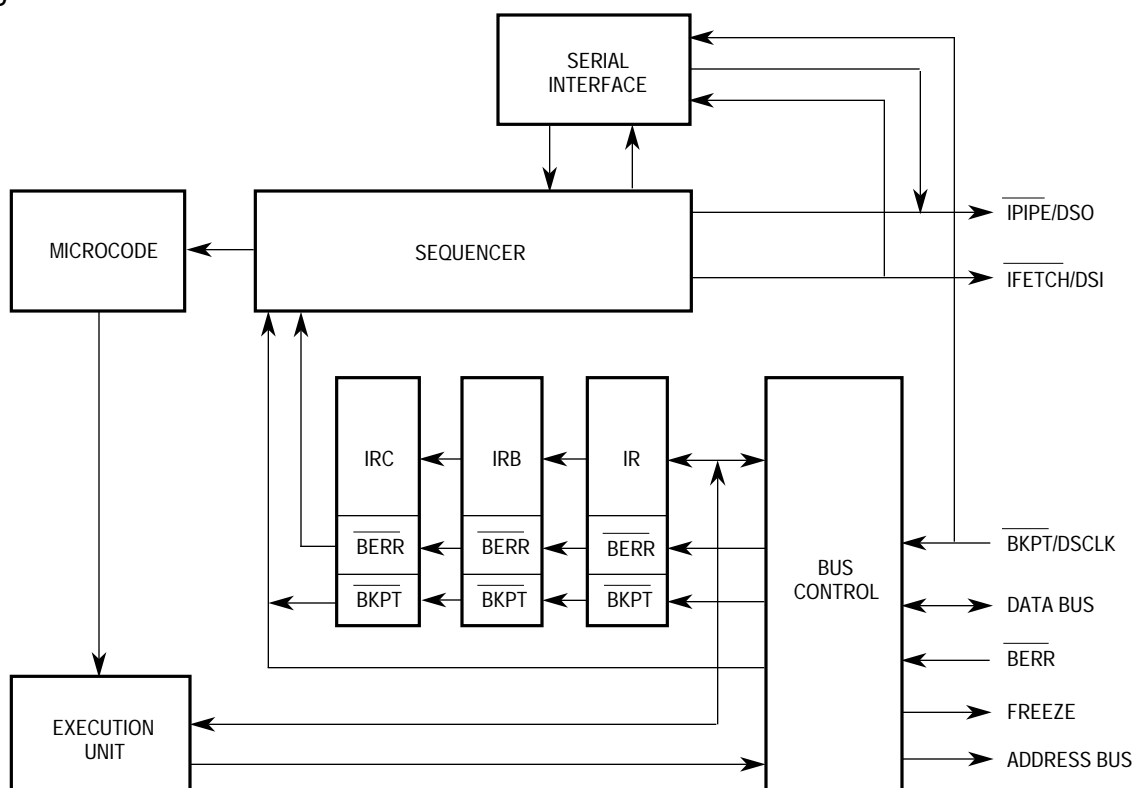 SERIAL
INTERFACE
MICROCODE
SEQUENCER
IPIPE/DSO
IFETCH/DSI
IRC
IRB
IR
BERR
BERR
BERR
BKPT
BKPT
BKPT
BUS
CONTROL
BKPT/DSCLK
DATA BUS
BERR
FREEZE
ADDRESS BUS
EXECUTION
UNIT